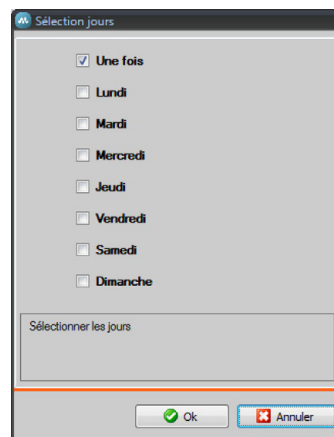 Sélection jours
Une fois
Lundi
Mardi
Mercredi
Jeudi
Vendredi
Samedi
Dimanche
Sélectionner les jours
Ok
Annuler